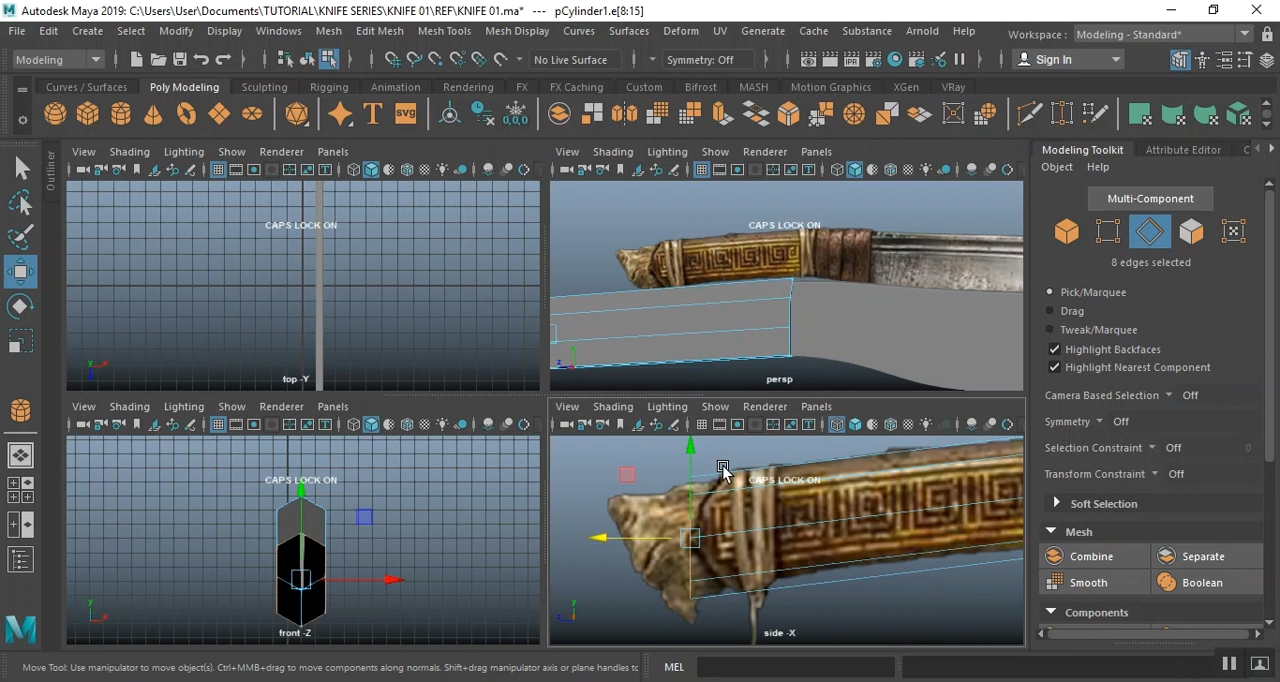 Autodesk Maya 2019: C:\Users\User\Documents\TUTORIAL\KNIFE SERIES\KNIFE 01\REF\KNIFE 01.ma*   ---   pCylinder1.e[8:15]
File Edit Create Select Modify Display Windows Mesh Edit Mesh Mesh Tools Mesh Display Curves Surfaces Deform UV Generate Cache Substance Arnold Help Workspace : Modeling - Standard*
Modeling No Live Surface Symmetry: Off Sign In
Curves / Surfaces Poly Modeling Sculpting Rigging Animation Rendering FX FX Caching Custom Bifrost MASH Motion Graphics XGen VRay
SVG 0,0,0
View Shading Lighting Show Renderer Panels
View Shading Lighting Show Renderer Panels
Modeling Toolkit Attribute Editor C
Object Help
Outliner
Multi-Component
CAPS LOCK ON
CAPS LOCK ON
8 edges selected
Pick/Marquee
Drag
Tweak/Marquee
Highlight Backfaces
Highlight Nearest Component
top -Y
persp
Camera Based Selection Off
View Shading Lighting Show Renderer Panels
View Shading Lighting Show Renderer Panels
Symmetry Off
Selection Constraint Off 0
Transform Constraint Off
CAPS LOCK ON
CAPS LOCK ON
Soft Selection
Mesh
Combine Separate
Smooth Boolean
Components
front -Z
side -X
Move Tool: Use manipulator to move object(s). Ctrl+MMB+drag to move components along normals. Shift+drag manipulator axis or plane handles to
MEL